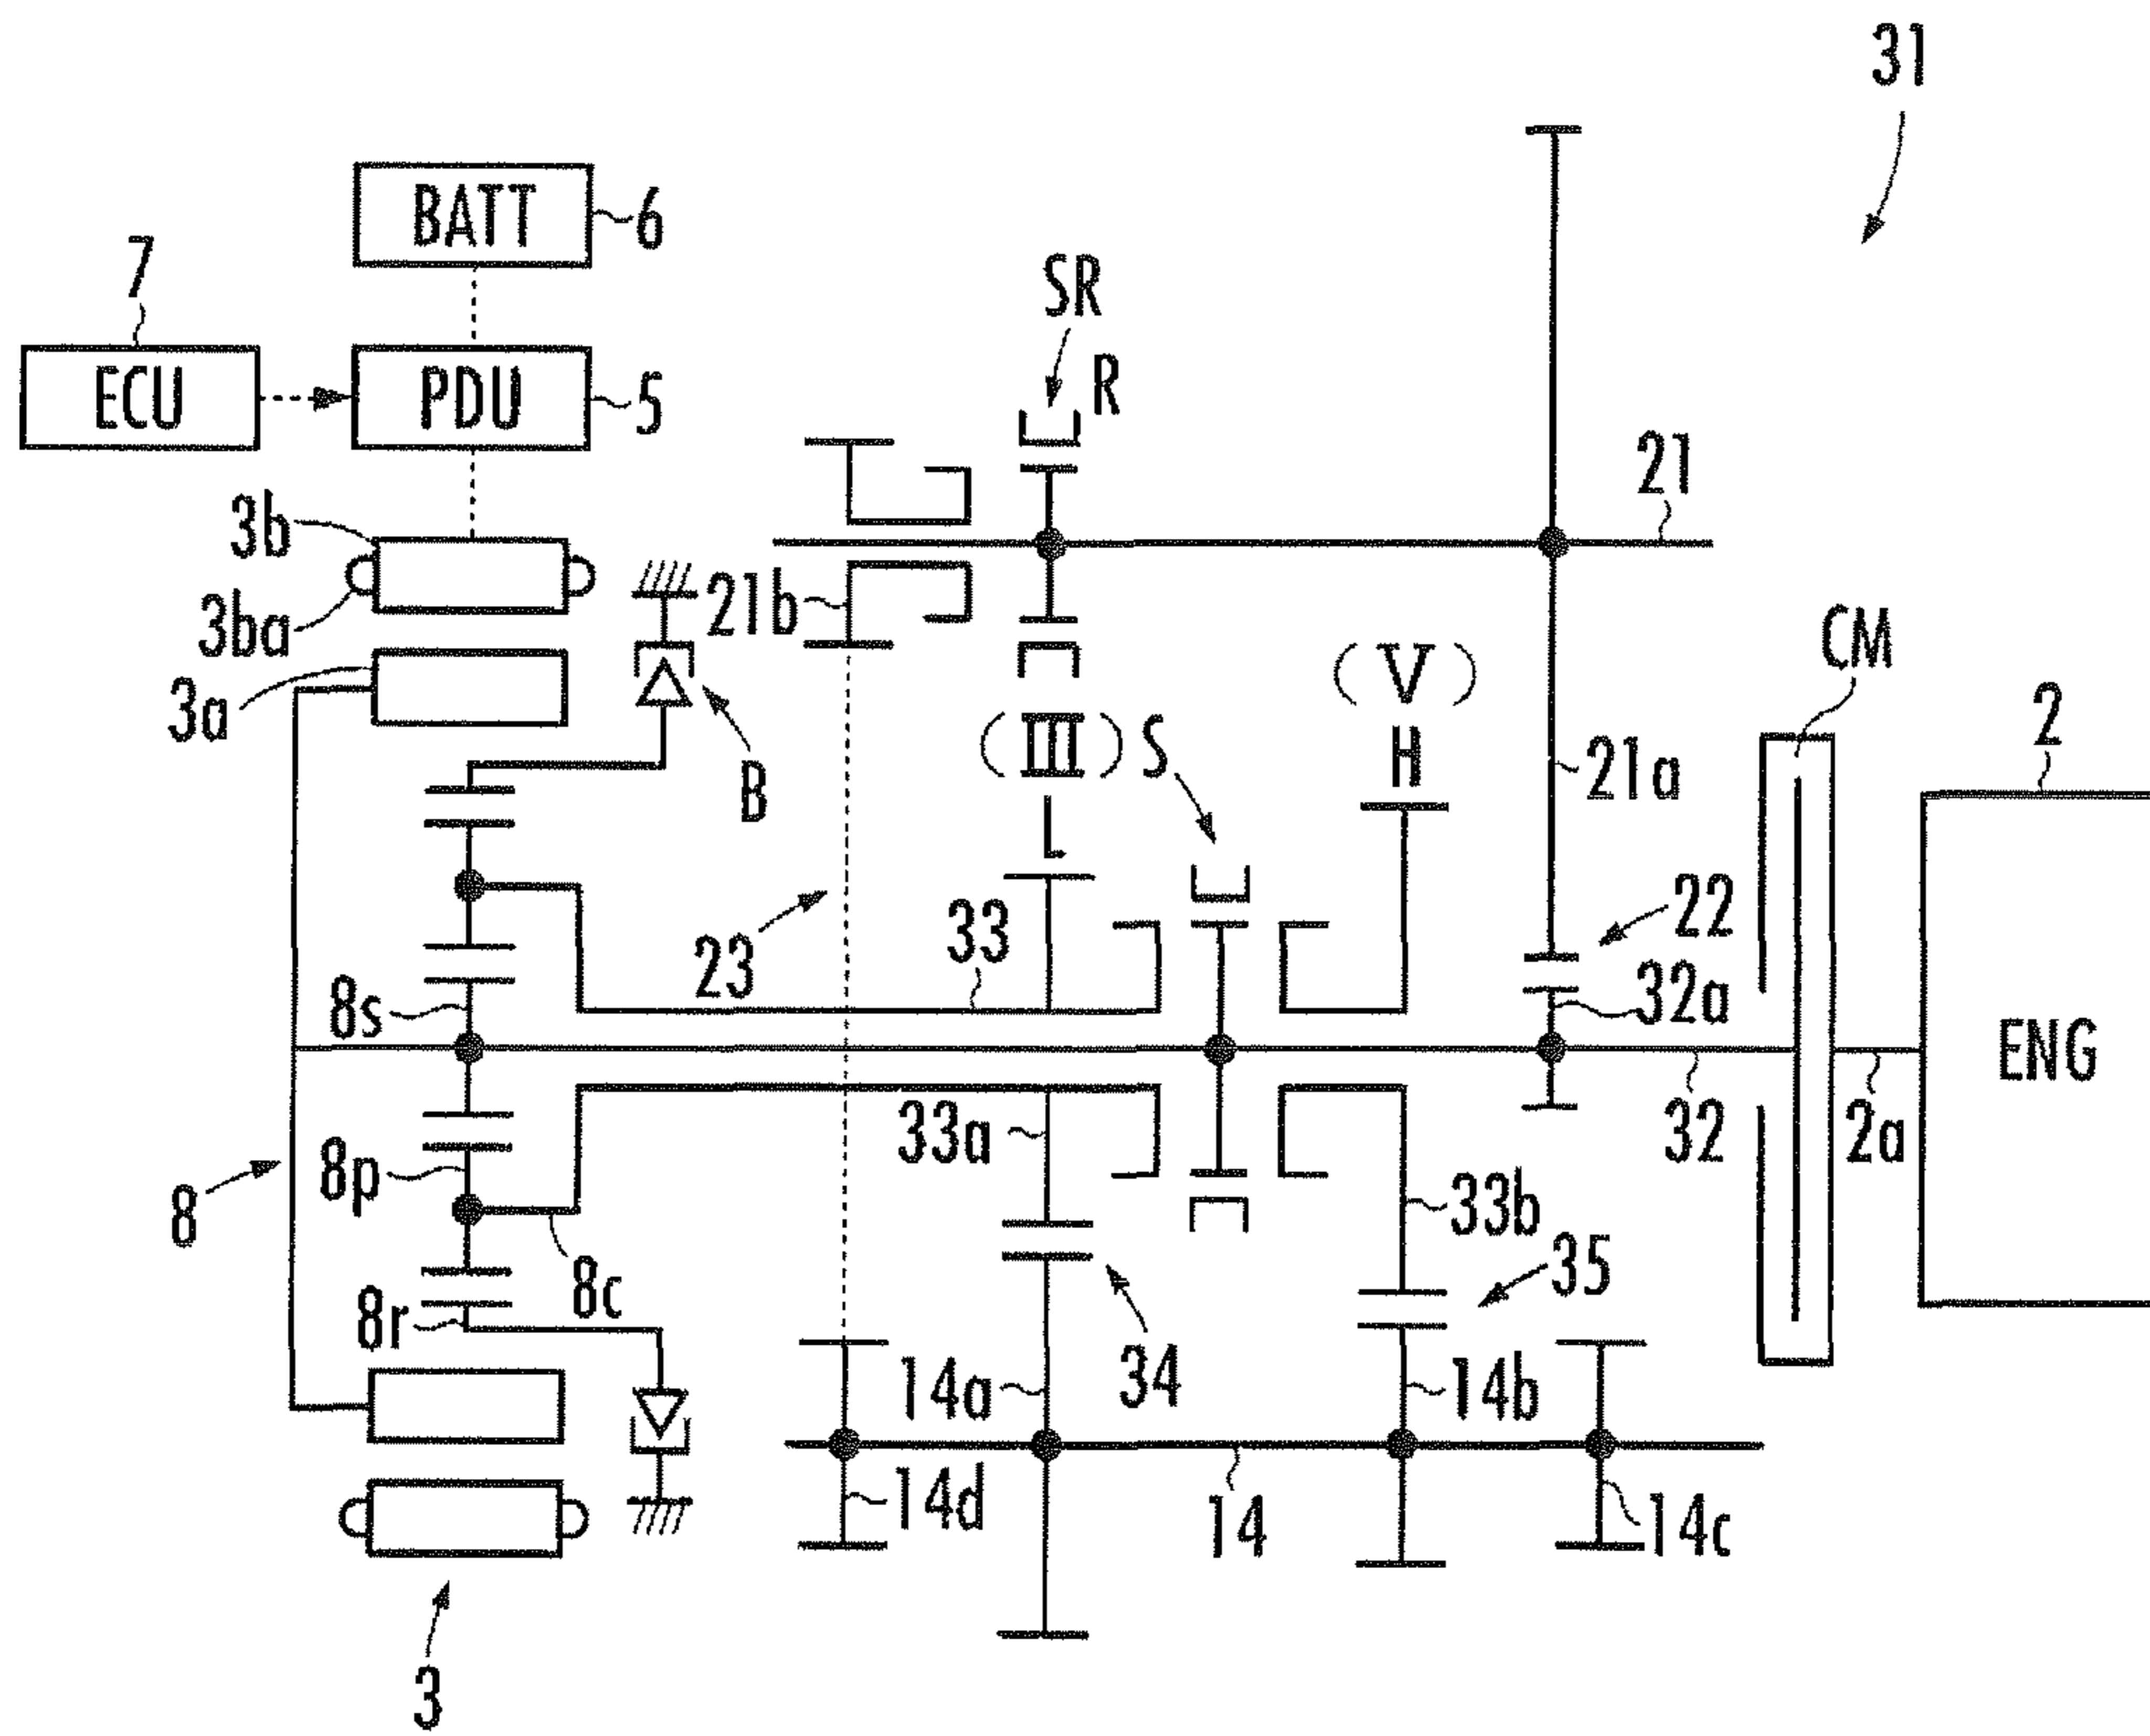 31
BATT
6
7
SR
ECU
PDU
5
R
21
3b
21b
3ba
CM
(V)
3a
2
(III)
S
H
21a
B
L
22
33
23
32a
8s
ENG
33a
32
2a
8p
8
33b
35
8c
8r
34
14a
14b
14d
14
14c
3